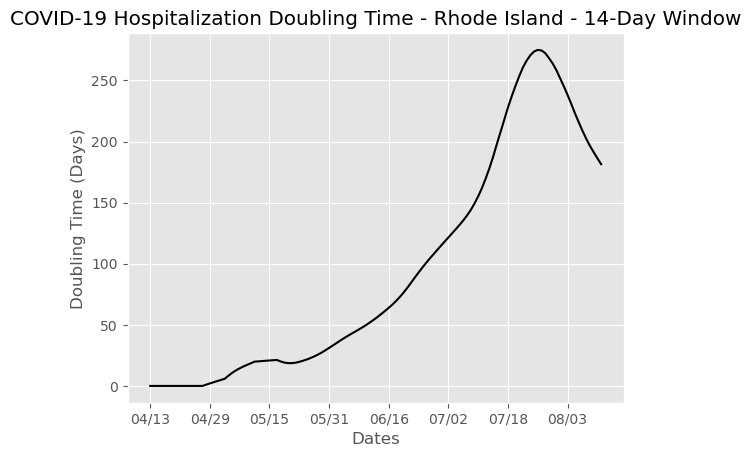 COVID-19 Hospitalization Doubling Time - Rhode Island - 14-Day Window
Doubling Time (Days)
250
200
150
100
50
0
04/13 04/29 05/15 05/31 06/16 07/02 07/18 08/03
Dates